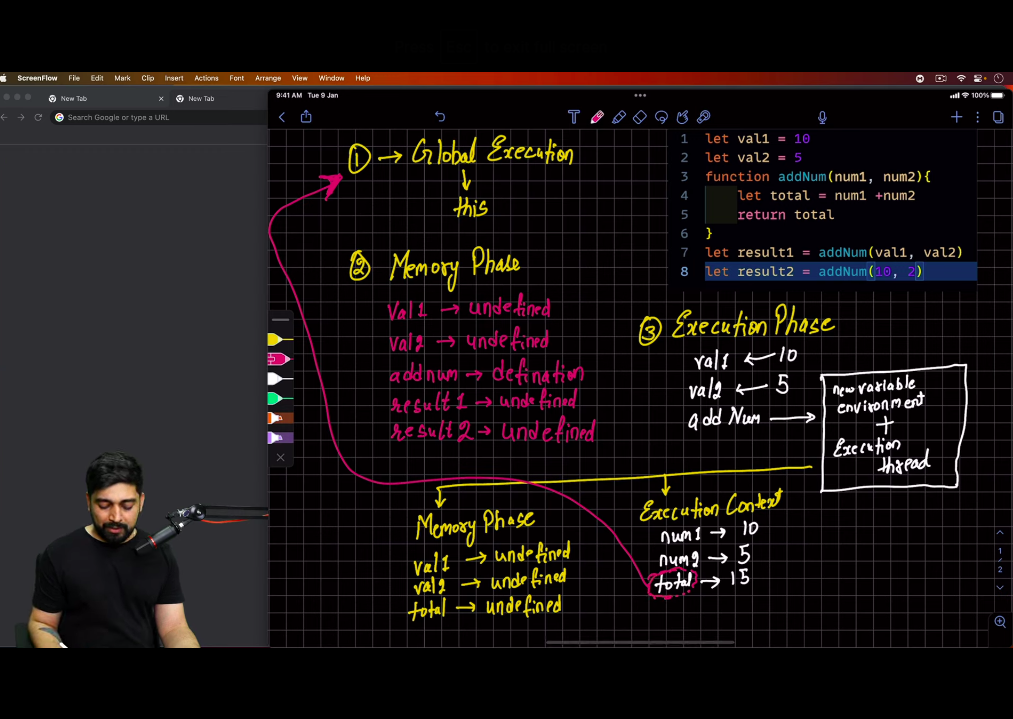 ScreenFlow File Edit Mark Clip Insert Actions Font Arrange View Window Help
New Tab
New Tab
Search Google or type a URL
9:41 AM Tue 9 Jan
100%
① → Global Execution
this
② Memory Phase
val1 → undefined
val2 → undefined
addnum → defination
result1 → undefined
result2 → undefined
1 let val1 = 10
2 let val2 = 5
3 function addNum(num1, num2){
4 let total = num1 +num2
5 return total
6 }
7 let result1 = addNum(val1, val2)
8 let result2 = addNum(10, 2)
③ Execution Phase
val1 ← 10
val2 ← 5
add Num →
new variable
environment
+
Execution
thread
Memory Phase
val1 → undefined
val2 → undefined
total → undefined
Execution Context
num1 → 10
num2 → 5
total → 15
1
2